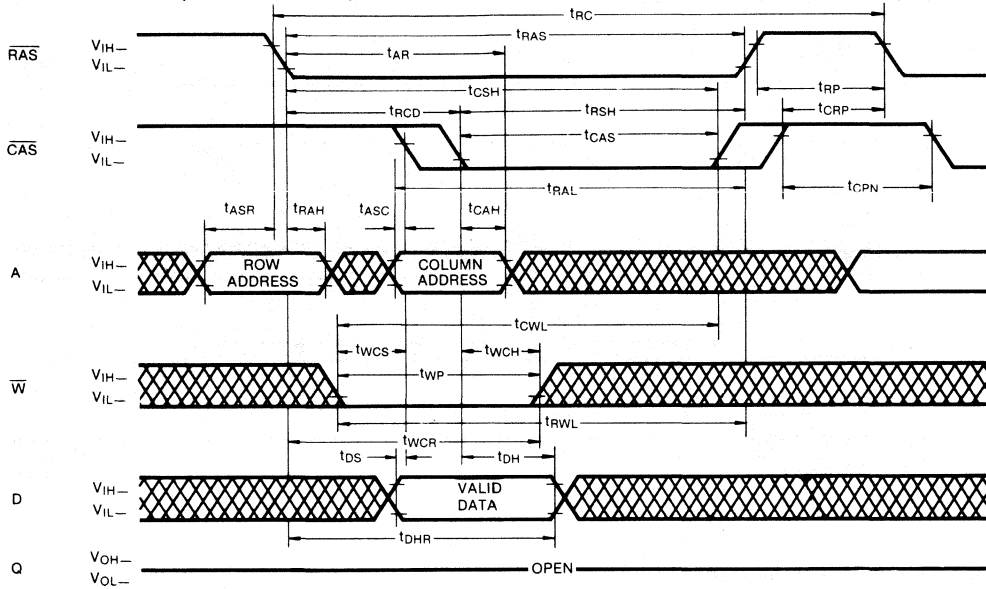 tRC
tRAS
RAS
VIH—
VIL—
tAR
tCSH
tRP
tRCD
tRSH
tCRP
CAS
VIH—
VIL—
tCAS
tRAL
tCPN
tASR
tRAH
tASC
tCAH
A
VIH—
VIL—
ROW
ADDRESS
COLUMN
ADDRESS
tCWL
tWCS
tWCH
W
VIH—
VIL—
tWP
tRWL
tWCR
tDS
tDH
D
VIH—
VIL—
VALID
DATA
tDHR
Q
VOH—
VOL—
OPEN